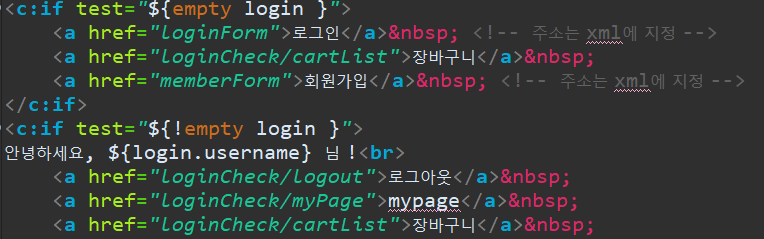 <c:if test="${empty login }">
<a href="loginForm">로그인</a>&nbsp; <!-- 주소는 xml에 지정 -->
<a href="loginCheck/cartList">장바구니</a>&nbsp;
<a href="memberForm">회원가입</a>&nbsp; <!-- 주소는 xml에 지정 -->
</c:if>
<c:if test="${!empty login }">
안녕하세요, ${login.username} 님 !<br>
<a href="loginCheck/logout">로그아웃</a>&nbsp;
<a href="loginCheck/myPage">mypage</a>&nbsp;
<a href="loginCheck/cartList">장바구니</a>&nbsp;